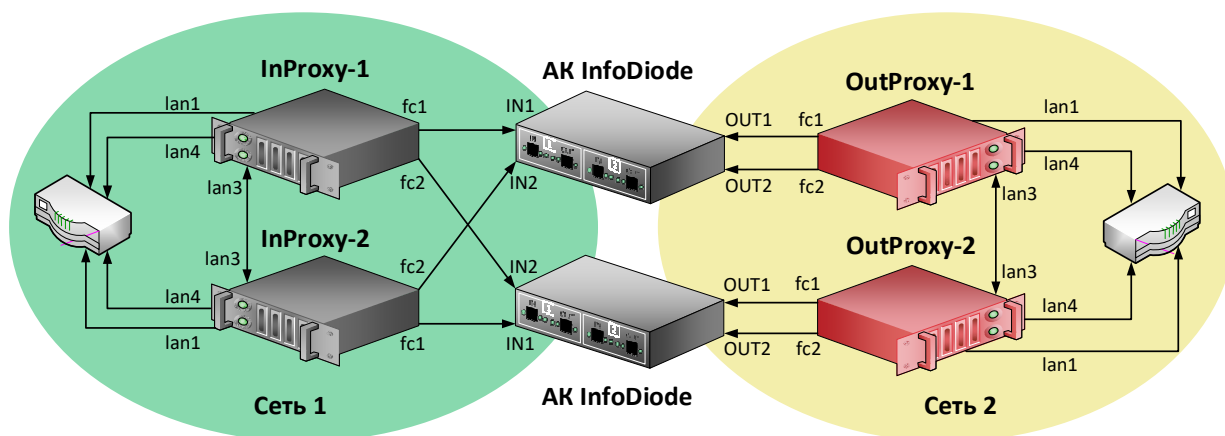 InProxy-1
АК InfoDiode
OutProxy-1
lan1
fc1
IN1
OUT1
fc1
lan1
lan4
lan4
fc2
IN2
OUT2
fc2
lan3
lan3
InProxy-2
OutProxy-2
lan3
fc2
IN2
OUT1
fc1
lan3
lan4
lan4
lan1
fc1
IN1
OUT2
fc2
lan1
Сеть 1
АК InfoDiode
Сеть 2